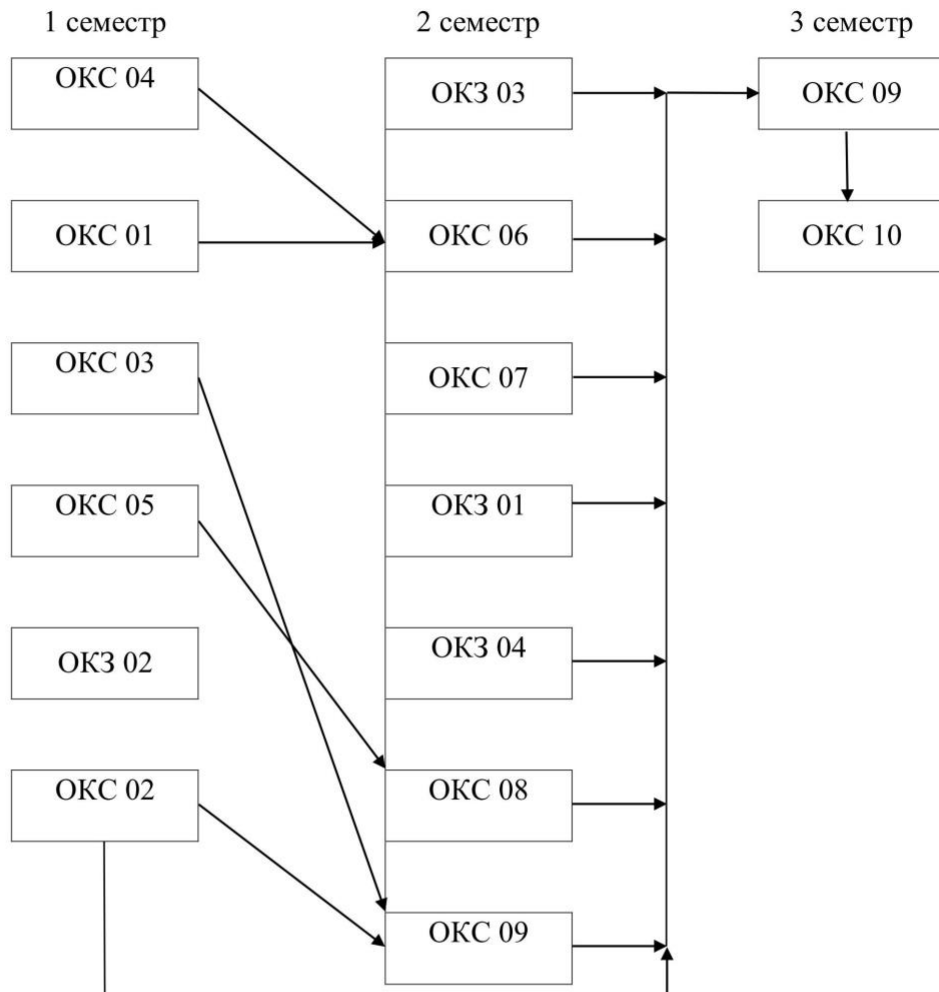 1 семестр
2 семестр
3 семестр
ОКС 04
ОКЗ 03
ОКС 09
ОКС 01
ОКС 06
ОКС 10
ОКС 03
ОКС 07
ОКС 05
ОКЗ 01
ОКЗ 02
ОКЗ 04
ОКС 02
ОКС 08
ОКС 09